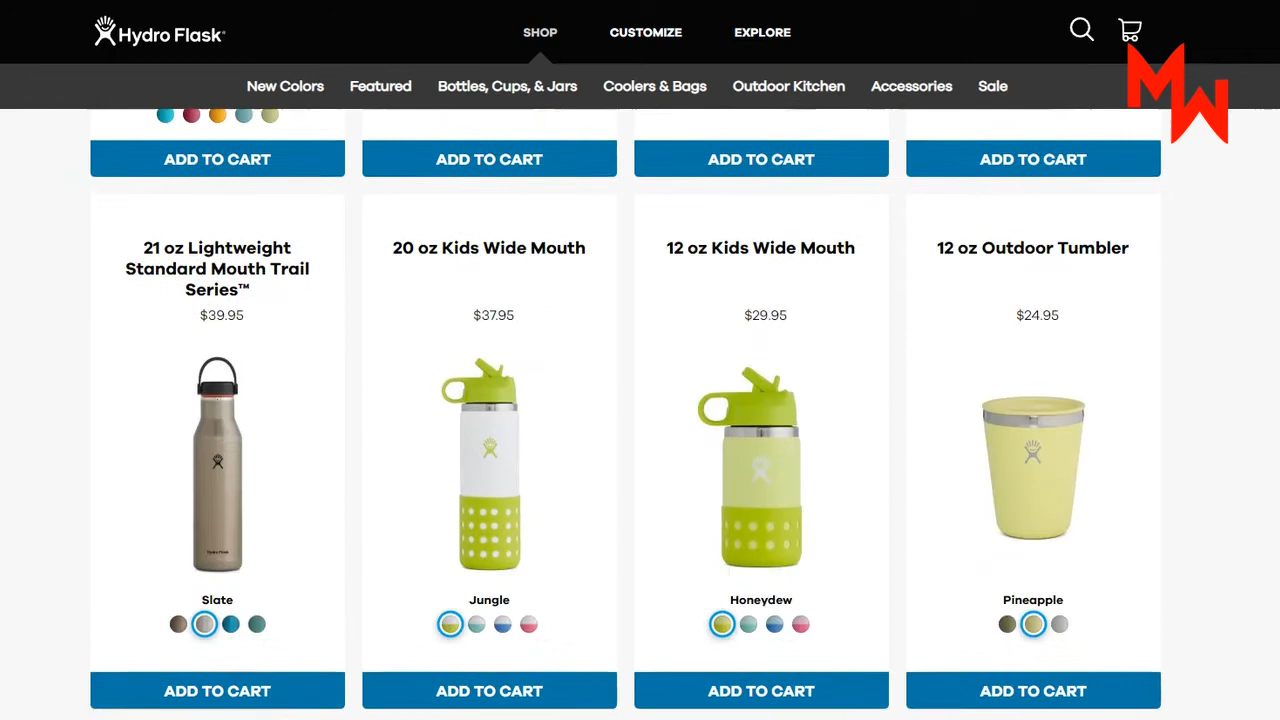 Hydro Flask
SHOP
CUSTOMIZE
EXPLORE
MW
New Colors
Featured
Bottles, Cups, & Jars
Coolers & Bags
Outdoor Kitchen
Accessories
Sale
ADD TO CART
ADD TO CART
ADD TO CART
ADD TO CART
21 oz Lightweight
Standard Mouth Trail
Series™
$39.95
Hydro Flask
Slate
ADD TO CART
20 oz Kids Wide Mouth
$37.95
Jungle
ADD TO CART
12 oz Kids Wide Mouth
$29.95
Honeydew
ADD TO CART
12 oz Outdoor Tumbler
$24.95
Pineapple
ADD TO CART